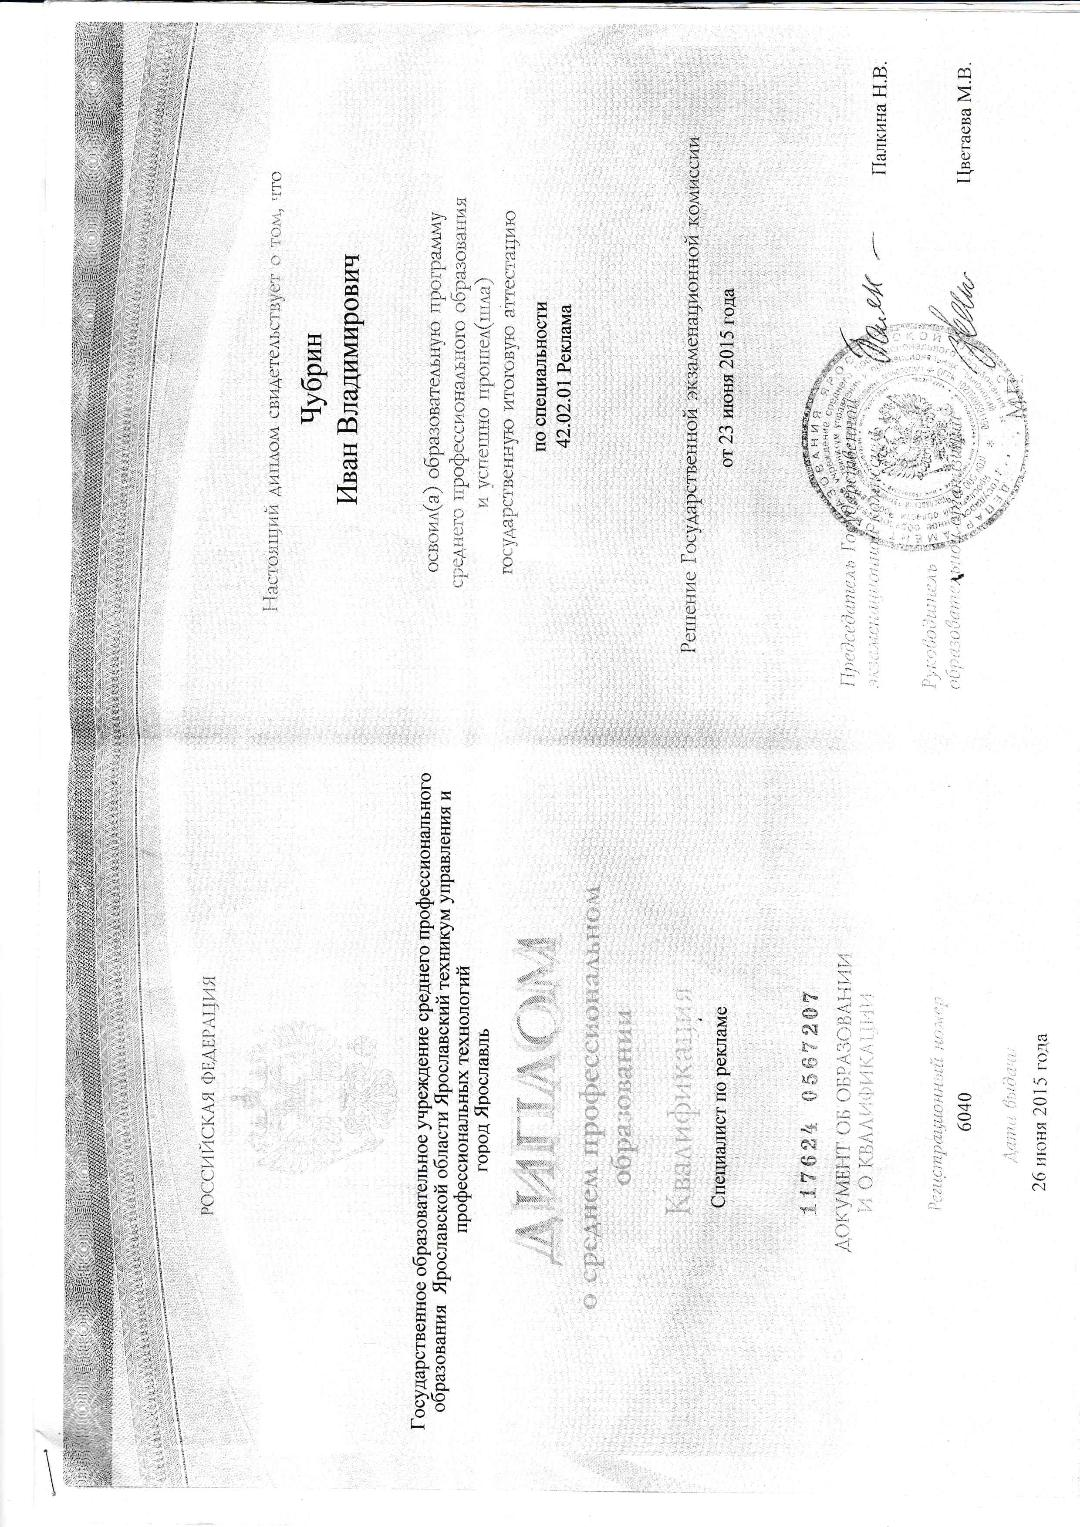 РОССИЙСКАЯ ФЕДЕРАЦИЯ
Государственное образовательное учреждение среднего профессионального
образования Ярославской области Ярославский техникум управления и
профессиональных технологий
город Ярославль
ДИПЛОМ
о среднем профессиональном
образовании
Квалификация
Специалист по рекламе
117624 0567207
ДОКУМЕНТ ОБ ОБРАЗОВАНИИ
И О КВАЛИФИКАЦИИ
Регистрационный номер
6040
Дата выдачи
26 июня 2015 года
Настоящий диплом свидетельствует о том, что
Чубрин
Иван Владимирович
освоил(а) образовательную программу
среднего профессионального образования
и успешно прошел(шла)
государственную итоговую аттестацию
по специальности
42.02.01 Реклама
Решение Государственной экзаменационной комиссии
от 23 июня 2015 года
Председатель Государственной
экзаменационной комиссии
Палкина Н.В.
Руководитель
образовательной организации
Цветаева М.В.